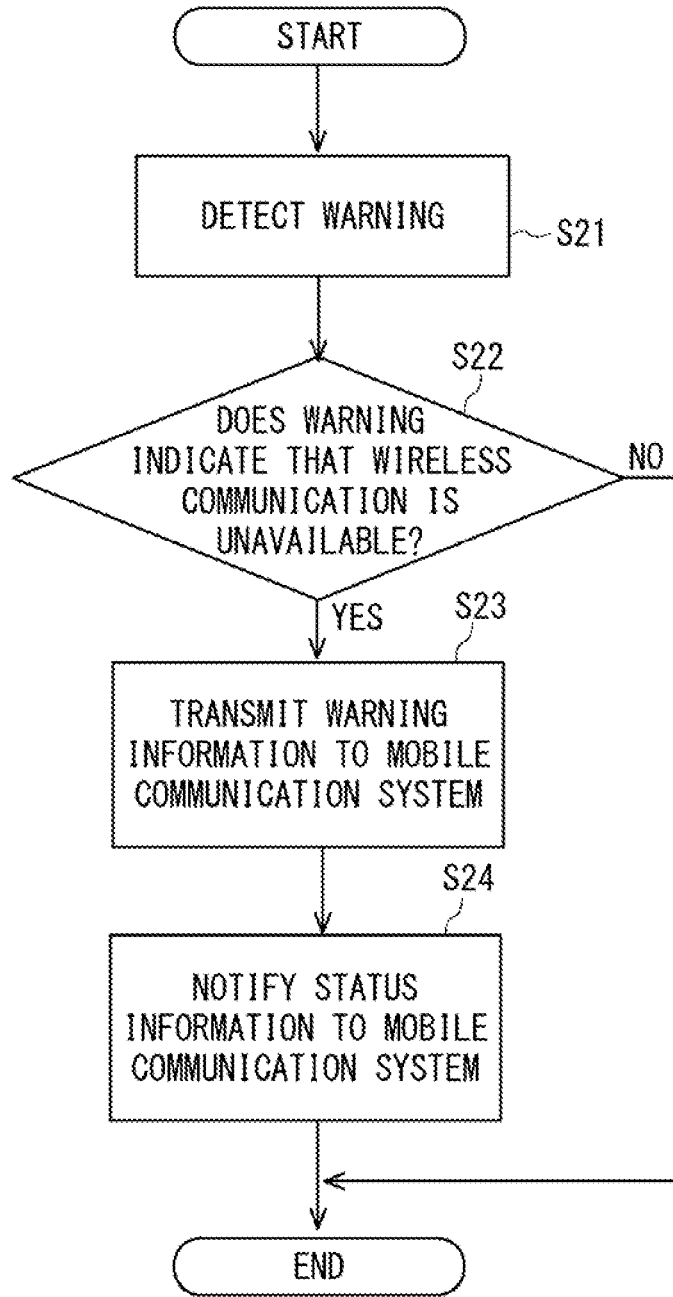 START
DETECT WARNING
S21
S22
DOES WARNING
INDICATE THAT WIRELESS
COMMUNICATION IS
UNAVAILABLE?
NO
YES
S23
TRANSMIT WARNING
INFORMATION TO MOBILE
COMMUNICATION SYSTEM
S24
NOTIFY STATUS
INFORMATION TO MOBILE
COMMUNICATION SYSTEM
END